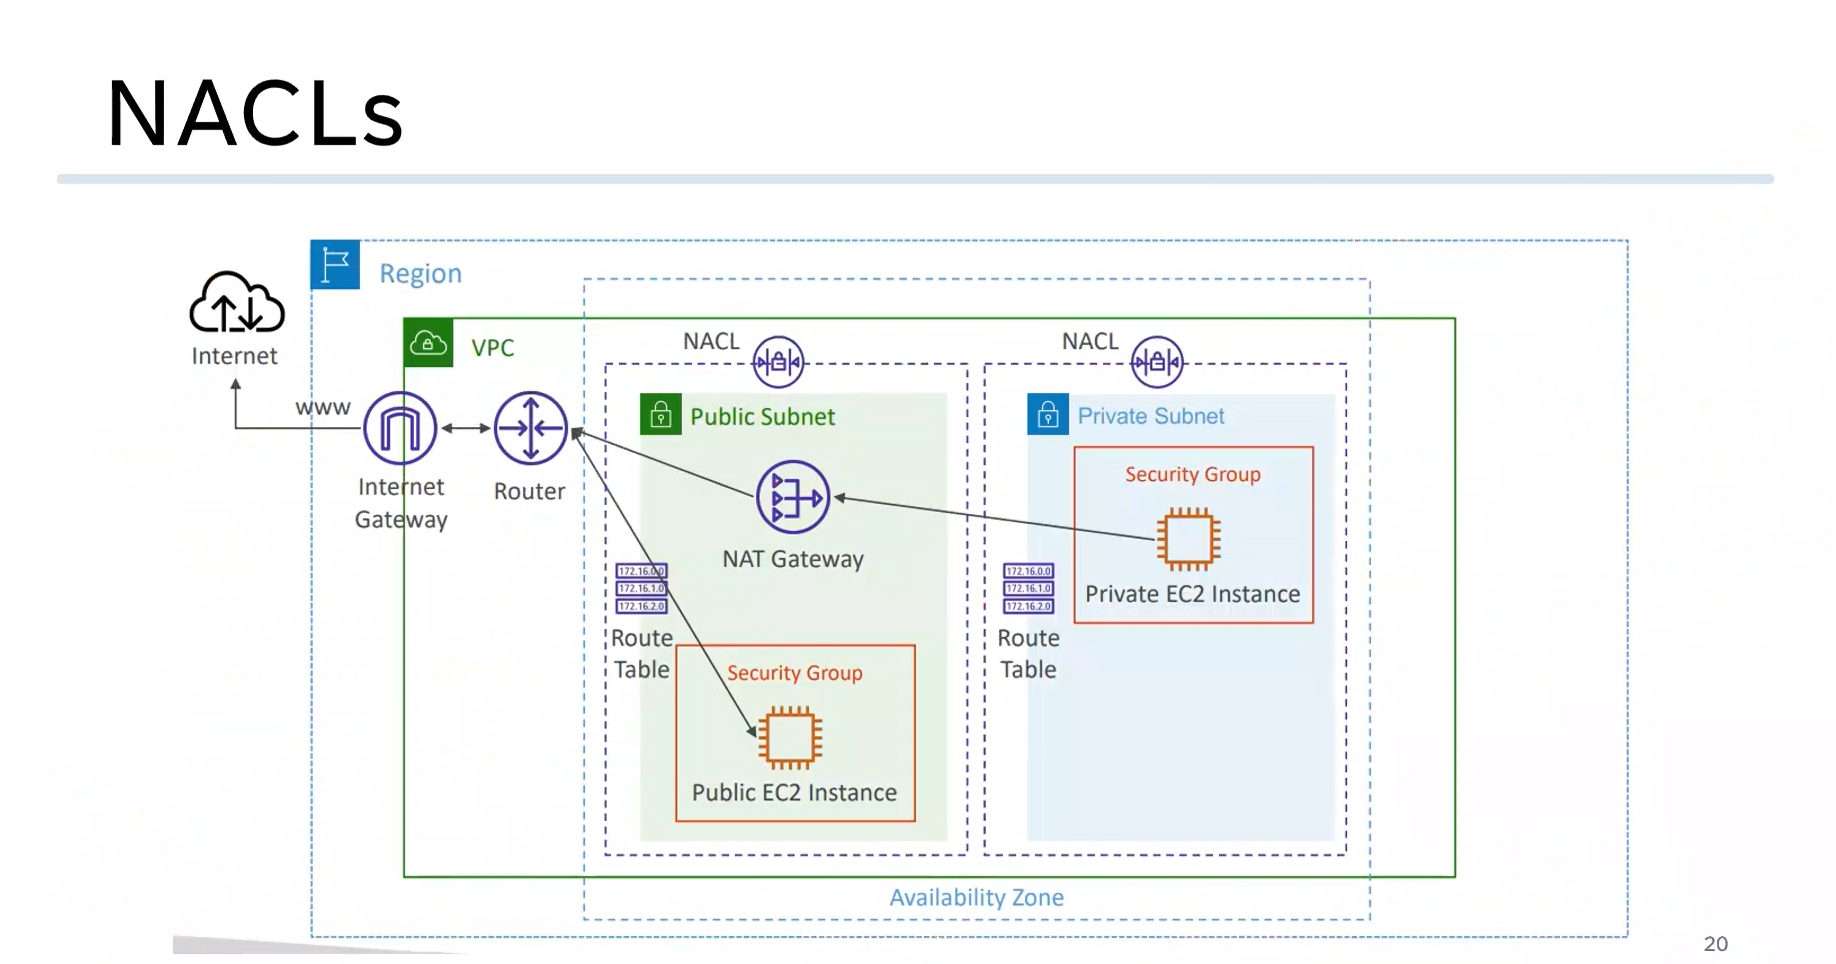 NACLs
Region
Internet
VPC
NACL
NACL
www
Internet
Gateway
Router
Public Subnet
NAT Gateway
172.16.0.0
172.16.1.0
172.16.2.0
Route
Table
Security Group
Public EC2 Instance
Private Subnet
Security Group
Private EC2 Instance
172.16.0.0
172.16.1.0
172.16.2.0
Route
Table
Availability Zone
20